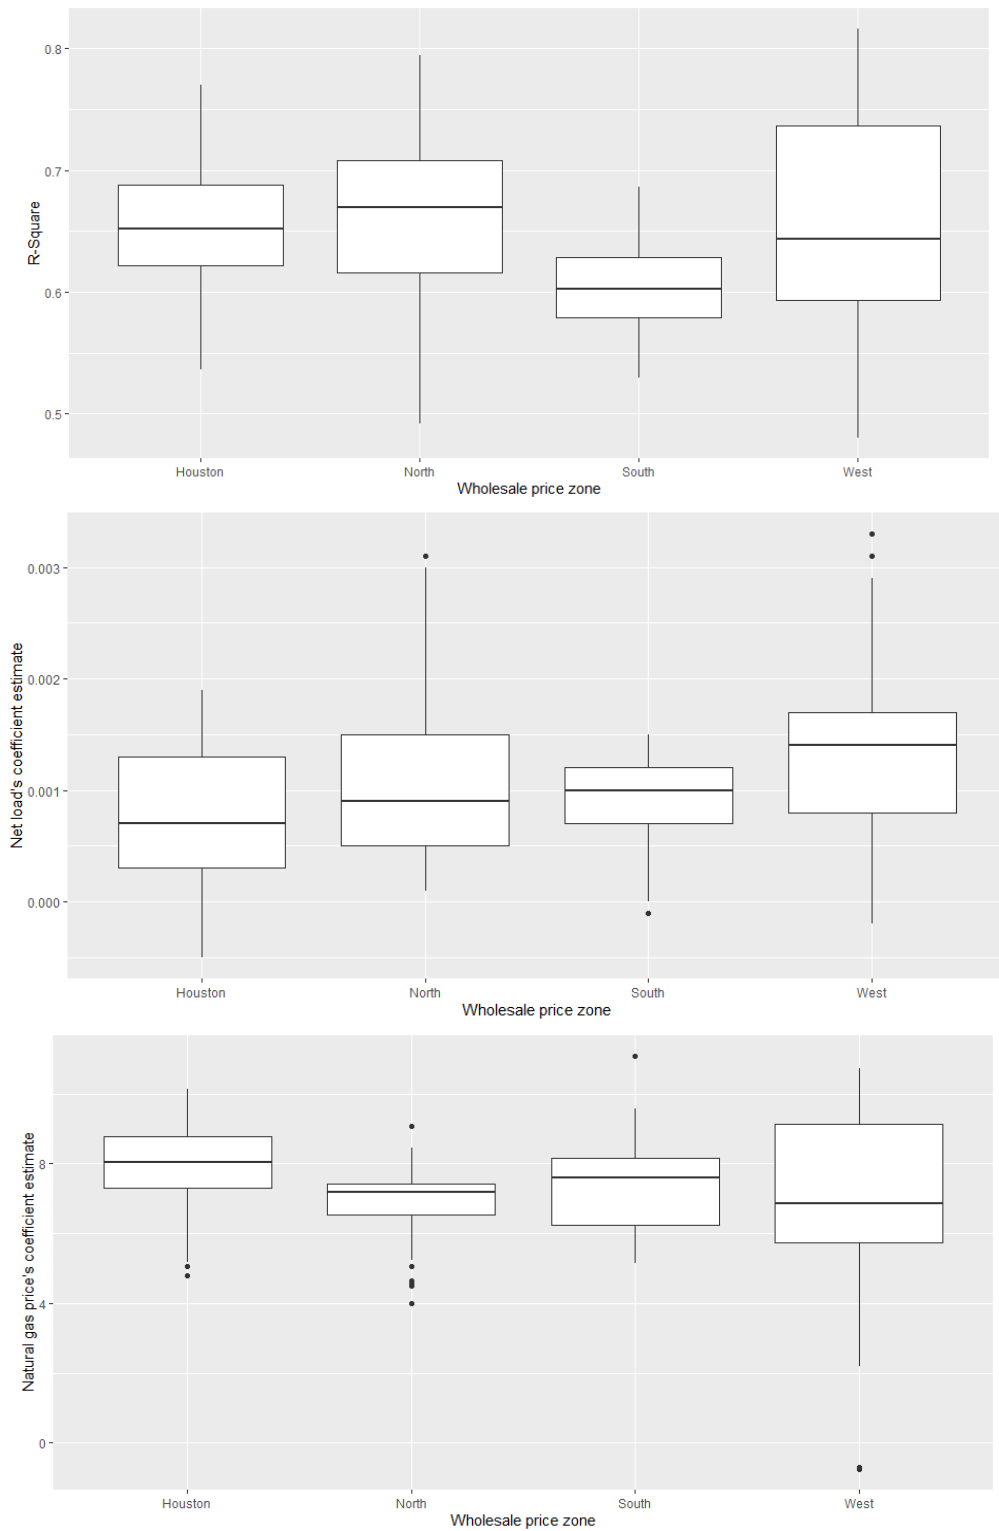 R-Square
0.8
0.7
0.6
0.5
Houston North South West
Wholesale price zone
Net load's coefficient estimate
0.003
0.002
0.001
0.000
Houston North South West
Wholesale price zone
Natural gas price's coefficient estimate
8
4
0
Houston North South West
Wholesale price zone